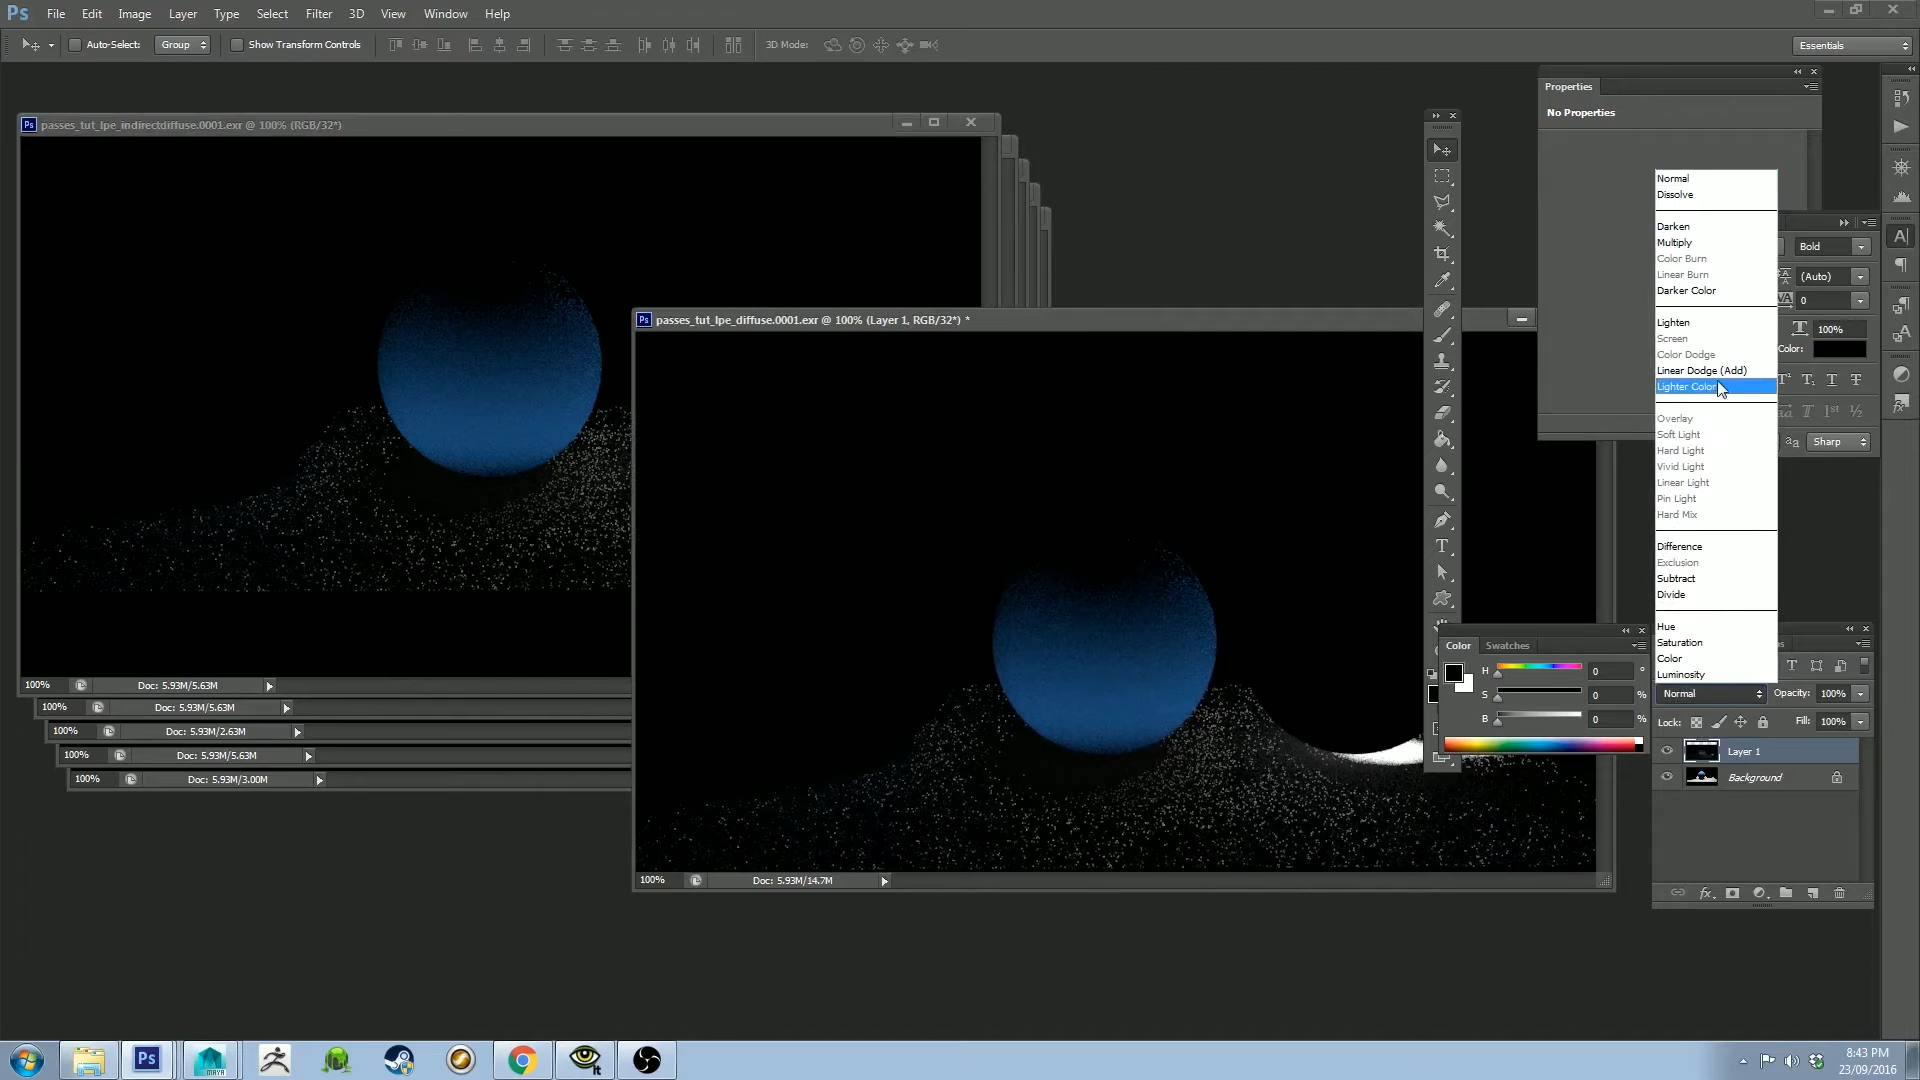 Ps File Edit Image Layer Type Select Filter 3D View Window Help
Auto-Select: Group Show Transform Controls 3D Mode: Essentials
Properties
No Properties
Ps passes_tut_lpe_indirectdiffuse.0001.exr @ 100% (RGB/32*)
Ps passes_tut_lpe_diffuse.0001.exr @ 100% (Layer 1, RGB/32*) *
Normal
Dissolve
Darken
Multiply
Color Burn
Linear Burn
Darker Color
Lighten
Screen
Color Dodge
Linear Dodge (Add)
Lighter Color
Overlay
Soft Light
Hard Light
Vivid Light
Linear Light
Pin Light
Hard Mix
Difference
Exclusion
Subtract
Divide
Hue
Saturation
Color
Luminosity
Bold
(Auto)
0
100%
Color:
Sharp
Color Swatches
H 0 °
S 0 %
B 0 %
Normal Opacity: 100%
Lock: Fill: 100%
Layer 1
Background
100% Doc: 5.93M/5.63M
100% Doc: 5.93M/5.63M
100% Doc: 5.93M/2.63M
76% Doc: 5.93M/5.63M
100% Doc: 5.93M/3.00M
100% Doc: 5.93M/14.7M
Ps MAYA it
8:43 PM
23/09/2016